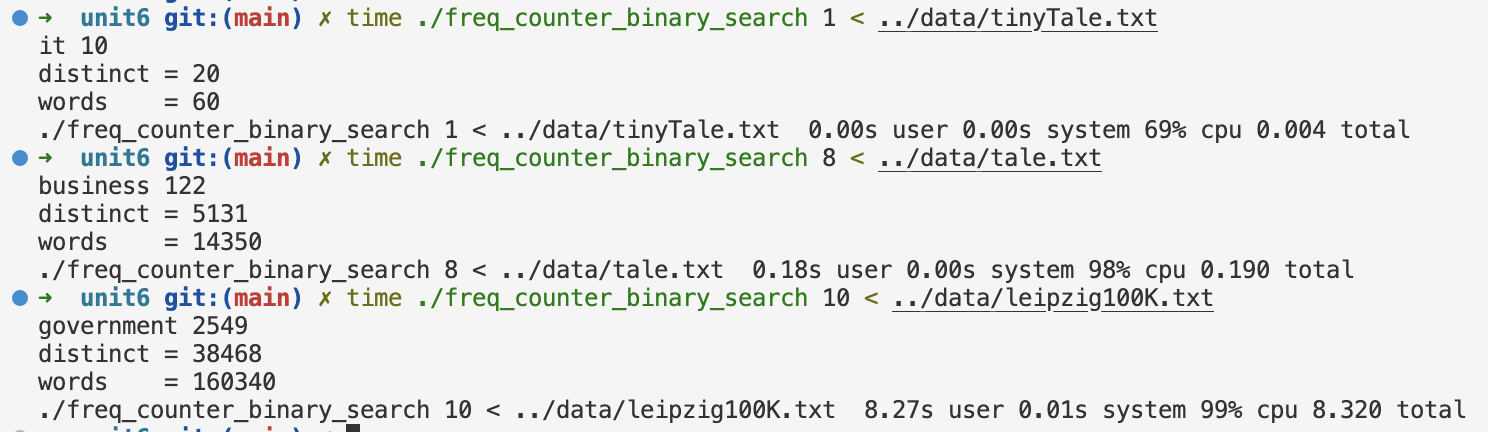 ➜  unit6 git:(main) ✗ time ./freq_counter_binary_search 1 < ../data/tinyTale.txt
it 10
distinct = 20
words    = 60
./freq_counter_binary_search 1 < ../data/tinyTale.txt  0.00s user 0.00s system 69% cpu 0.004 total
➜  unit6 git:(main) ✗ time ./freq_counter_binary_search 8 < ../data/tale.txt
business 122
distinct = 5131
words    = 14350
./freq_counter_binary_search 8 < ../data/tale.txt  0.18s user 0.00s system 98% cpu 0.190 total
➜  unit6 git:(main) ✗ time ./freq_counter_binary_search 10 < ../data/leipzig100K.txt
government 2549
distinct = 38468
words    = 160340
./freq_counter_binary_search 10 < ../data/leipzig100K.txt  8.27s user 0.01s system 99% cpu 8.320 total